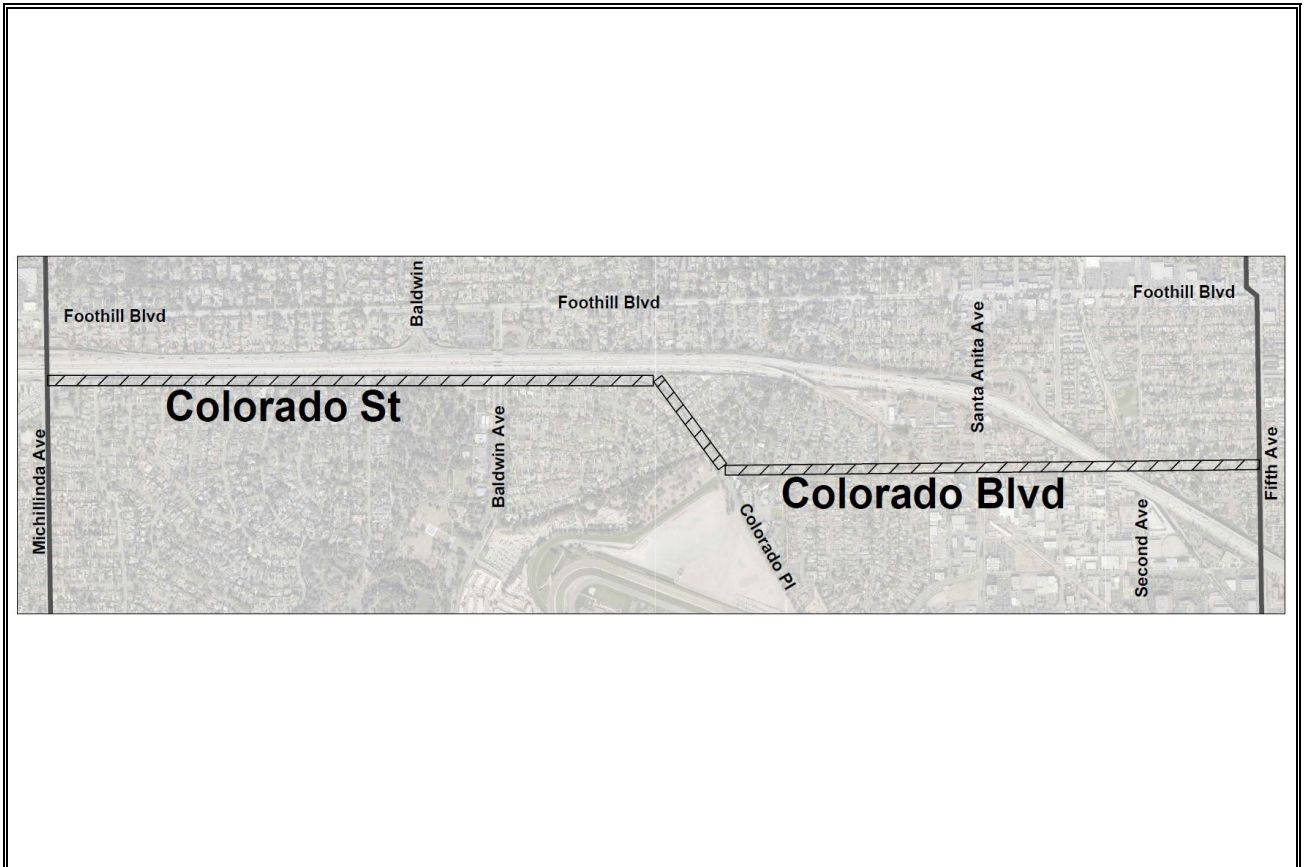 Baldwin
Foothill Blvd
Foothill Blvd
Foothill Blvd
Santa Anita Ave
Colorado St
Baldwin Ave
Michillinda Ave
Colorado Blvd
Fifth Ave
Colorado Pl
Second Ave